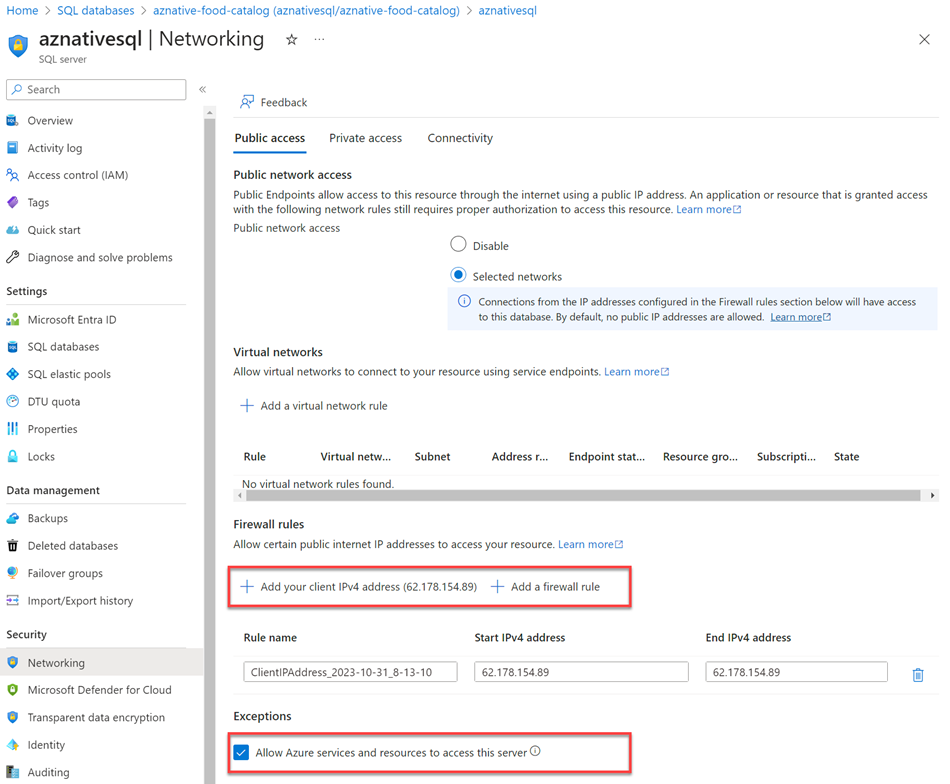 Home > SQL databases > aznative-food-catalog (aznativesql/aznative-food-catalog) > aznativesql
aznativesql | Networking
SQL server
Search
Overview
Activity log
Access control (IAM)
Tags
Quick start
Diagnose and solve problems
Settings
Microsoft Entra ID
SQL databases
SQL elastic pools
DTU quota
Properties
Locks
Data management
Backups
Deleted databases
Failover groups
Import/Export history
Security
Networking
Microsoft Defender for Cloud
Transparent data encryption
Identity
Auditing
Feedback
Public access Private access Connectivity
Public network access
Public Endpoints allow access to this resource through the internet using a public IP address. An application or resource that is granted access
with the following network rules still requires proper authorization to access this resource. Learn more
Public network access
Disable
Selected networks
Connections from the IP addresses configured in the Firewall rules section below will have access
to this database. By default, no public IP addresses are allowed. Learn more
Virtual networks
Allow virtual networks to connect to your resource using service endpoints. Learn more
+ Add a virtual network rule
Rule Virtual netw... Subnet Address r... Endpoint stat... Resource gro... Subscripti... State
No virtual network rules found.
Firewall rules
Allow certain public internet IP addresses to access your resource. Learn more
+ Add your client IPv4 address (62.178.154.89) + Add a firewall rule
Rule name Start IPv4 address End IPv4 address
ClientIPAddress_2023-10-31_8-13-10 62.178.154.89 62.178.154.89
Exceptions
Allow Azure services and resources to access this server